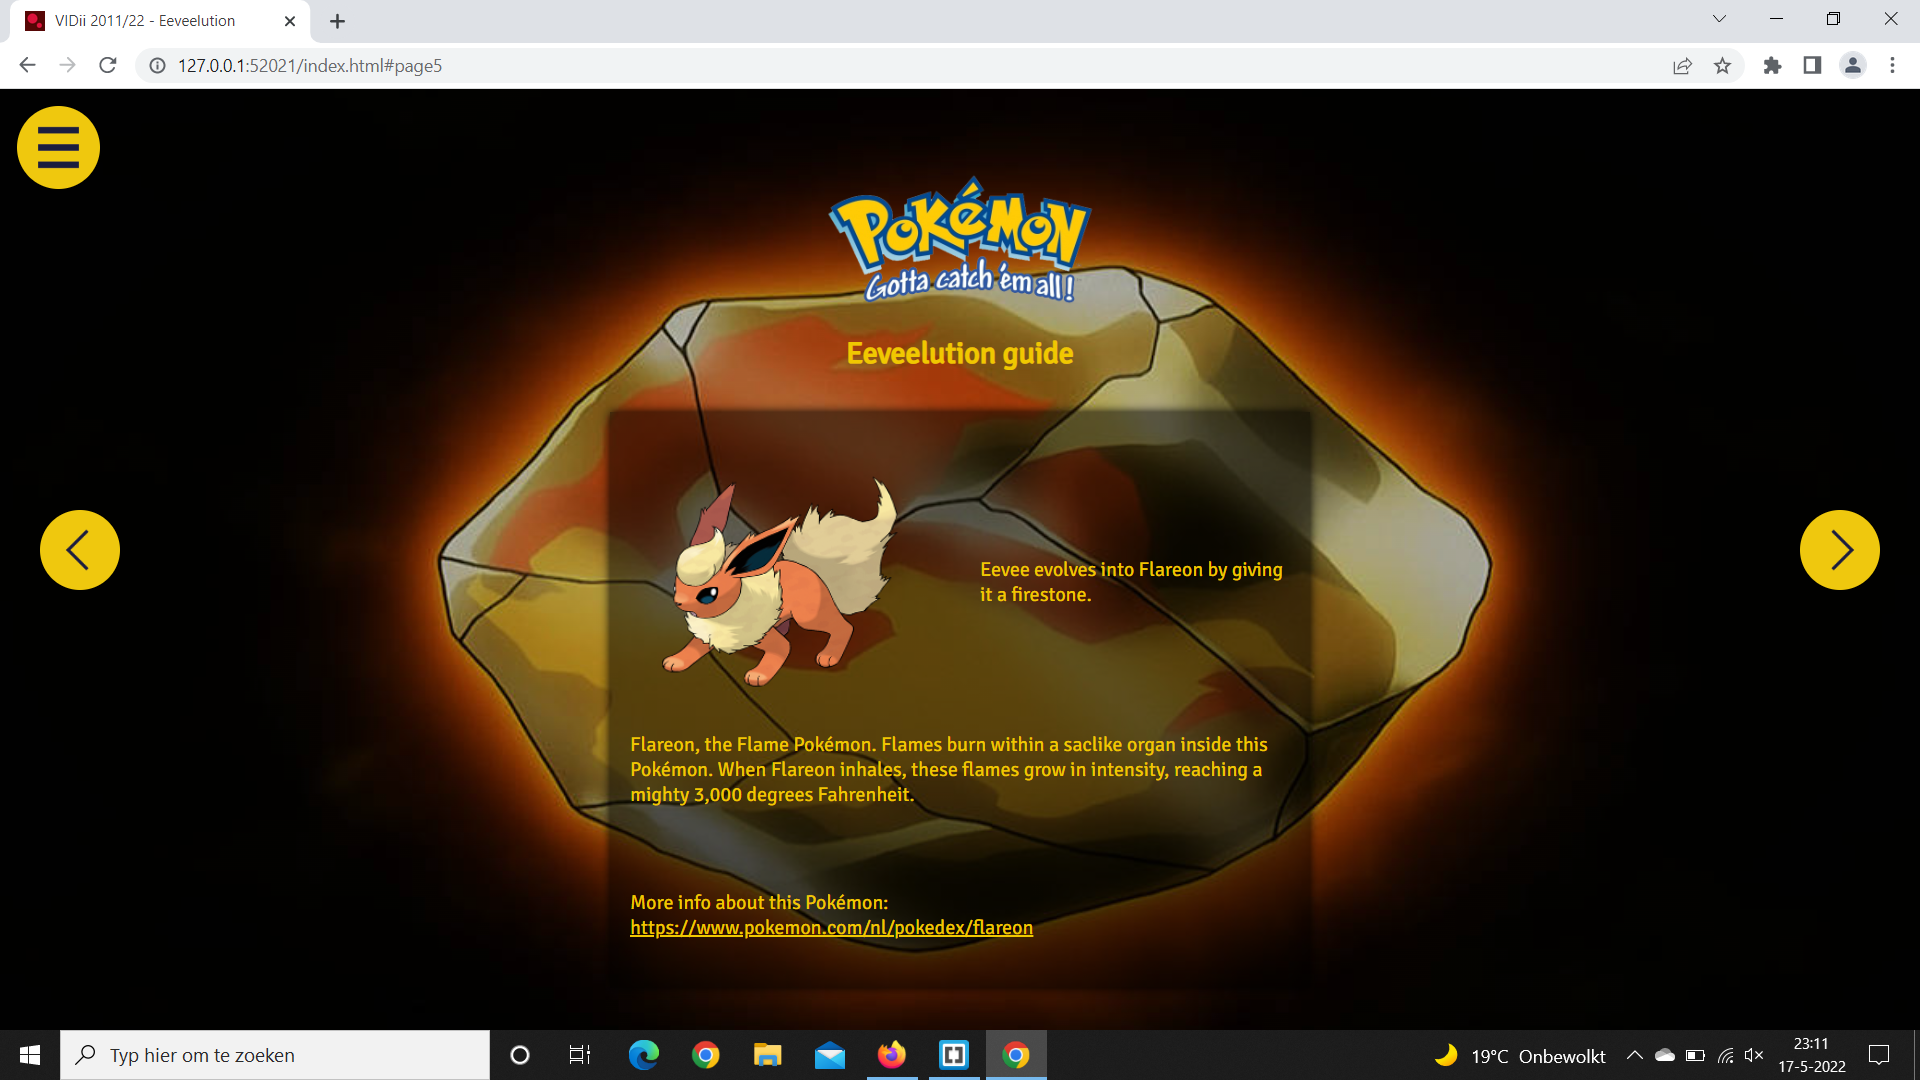 VIDii 2011/22 - Eeveelution
127.0.0.1:52021/index.html#page5
POKéMON
Gotta catch 'em all!
Eeveelution guide
Eevee evolves into Flareon by giving
it a firestone.
Flareon, the Flame Pokémon. Flames burn within a saclike organ inside this
Pokémon. When Flareon inhales, these flames grow in intensity, reaching a
mighty 3,000 degrees Fahrenheit.
More info about this Pokémon:
https://www.pokemon.com/nl/pokedex/flareon
Typ hier om te zoeken
19°C Onbewolkt
23:11
17-5-2022